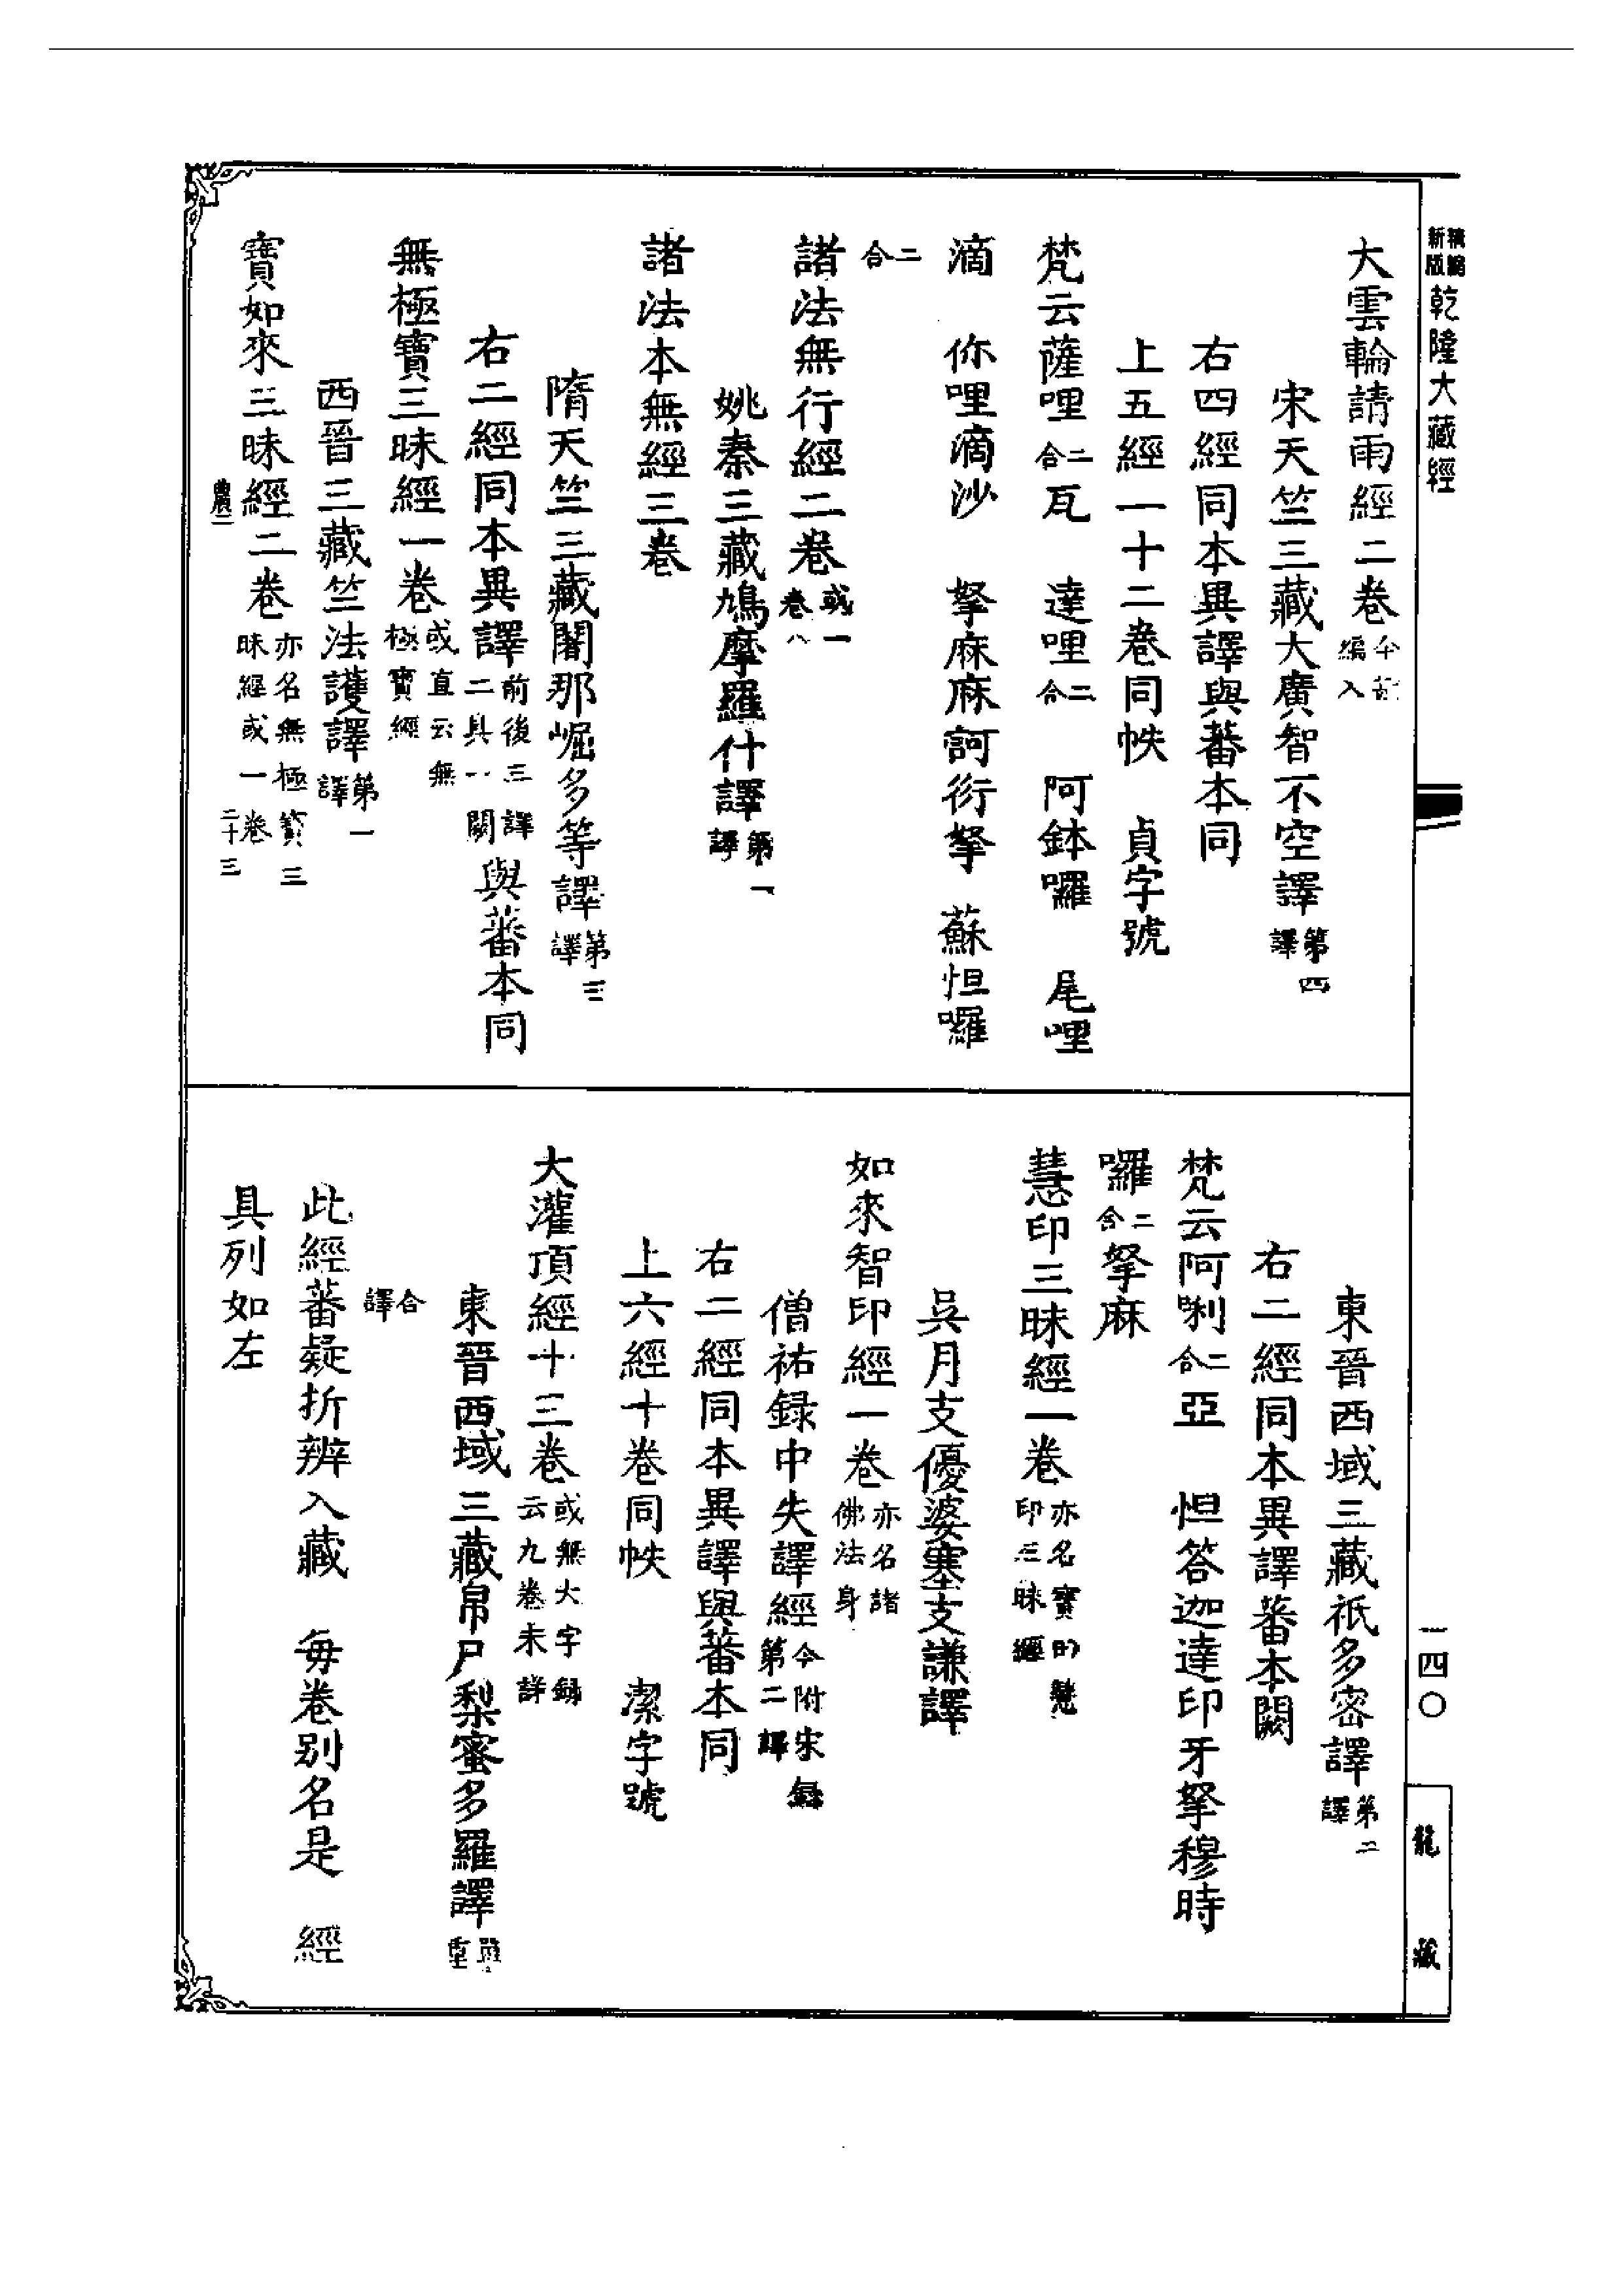 精縮新版乾隆大藏經
大雲輪請雨經二卷編入
宋天竺三藏大廣智不空譯第四譯
右四經同本異譯與蕃本同
上五經一十二卷同帙 貞字號
梵云薩哩二合瓦 達哩二合 阿鉢囉 尾哩
滴 你哩滴沙 拏麻麻訶衍拏 蘇怛囉
二合
諸法無行經二卷或一卷
姚秦三藏鳩摩羅什譯第一譯
諸法本無經三卷
隋天竺三藏闍那崛多等譯第三譯
右二經同本異譯前後三譯二具一闕與蕃本同
無極寶三昧經一卷或直云無極寶經
西晉三藏竺法護譯第一譯
寶如來三昧經二卷亦名無極寶三昧經或一卷二十三
東晉西域三藏祇多密譯第二譯
右二經同本異譯蕃本闕
梵云阿唎二合亞 怛答迦達印牙拏穆時
囉二合拏麻
慧印三昧經一卷亦名寶田慧印三昧經
吳月支優婆塞支謙譯
如來智印經一卷亦名諸佛法身
僧祐録中失譯經今附宋録第二譯
右二經同本異譯與蕃本同
上六經十卷同帙 潔字號
大灌頂經十三卷或無大字録云九卷未詳
東晉西域三藏帛尸梨蜜多羅譯單重
合譯
此經蕃疑折辨入藏 每卷別名是 經
具列如左
一四〇
龍 藏